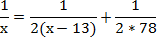 1/x = 1/(2(x − 13)) + 1/(2 * 78)